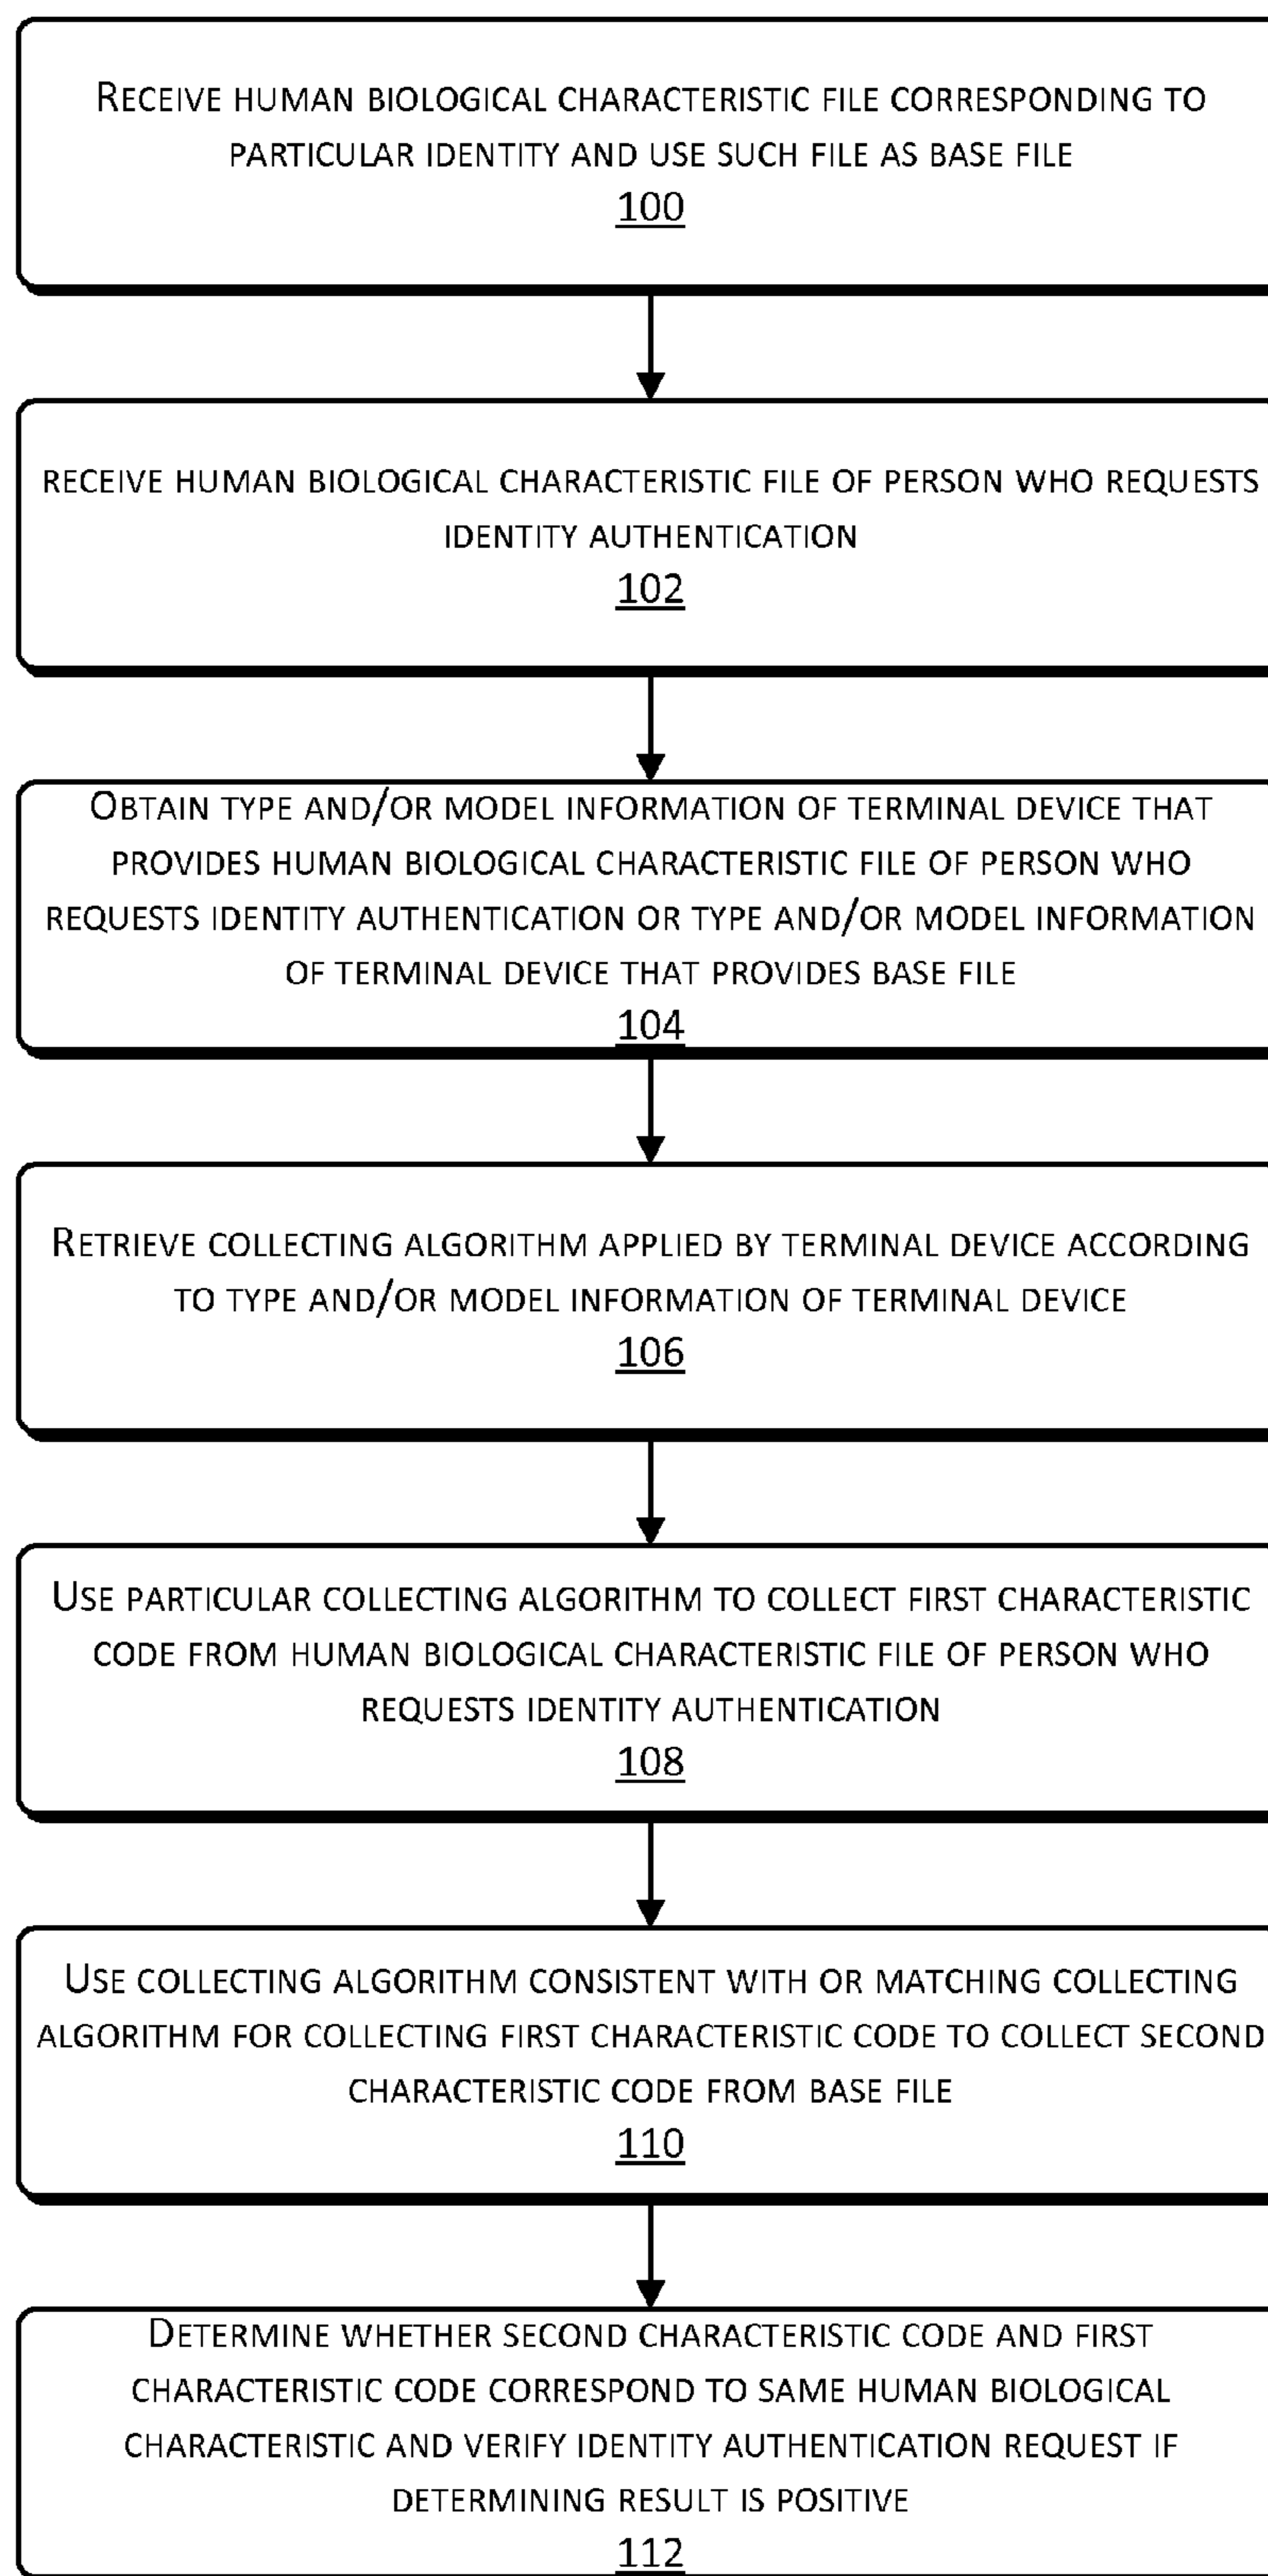 Receive human biological characteristic file corresponding to
particular identity and use such file as base file
100
receive human biological characteristic file of person who requests
identity authentication
102
Obtain type and/or model information of terminal device that
provides human biological characteristic file of person who
requests identity authentication or type and/or model information
of terminal device that provides base file
104
Retrieve collecting algorithm applied by terminal device according
to type and/or model information of terminal device
106
Use particular collecting algorithm to collect first characteristic
code from human biological characteristic file of person who
requests identity authentication
108
Use collecting algorithm consistent with or matching collecting
algorithm for collecting first characteristic code to collect second
characteristic code from base file
110
Determine whether second characteristic code and first
characteristic code correspond to same human biological
characteristic and verify identity authentication request if
determining result is positive
112